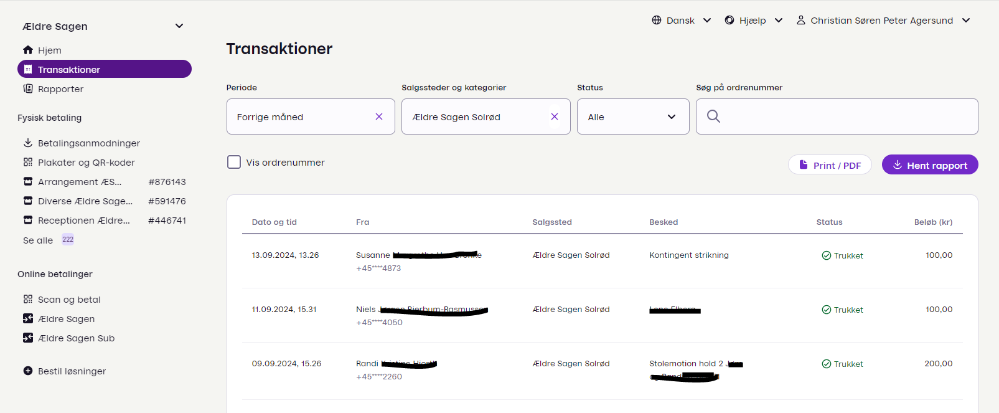 Ældre Sagen
Dansk
Hjælp
Christian Søren Peter Agersund
Hjem
Transaktioner
Rapporter
Fysisk betaling
Betalingsanmodninger
Plakater og QR-koder
Arrangement ÆS... #876143
Diverse Ældre Sage... #591476
Receptionen Ældre... #446741
Se alle 222
Online betalinger
Scan og betal
Ældre Sagen
Ældre Sagen Sub
Bestil løsninger
Transaktioner
Periode Salgssteder og kategorier Status Søg på ordrenummer
Forrige måned Ældre Sagen Solrød Alle
Vis ordrenummer Print / PDF Hent rapport
Dato og tid Fra Salgssted Besked Status Beløb (kr)
13.09.2024, 13.26 Susanne Ældre Sagen Solrød Kontingent strikning Trukket 100,00
+45****4873
11.09.2024, 15.31 Niels Ældre Sagen Solrød Trukket 100,00
+45****4050
09.09.2024, 15.26 Randi Ældre Sagen Solrød Stolemotion hold 2 Trukket 200,00
+45****2260 og